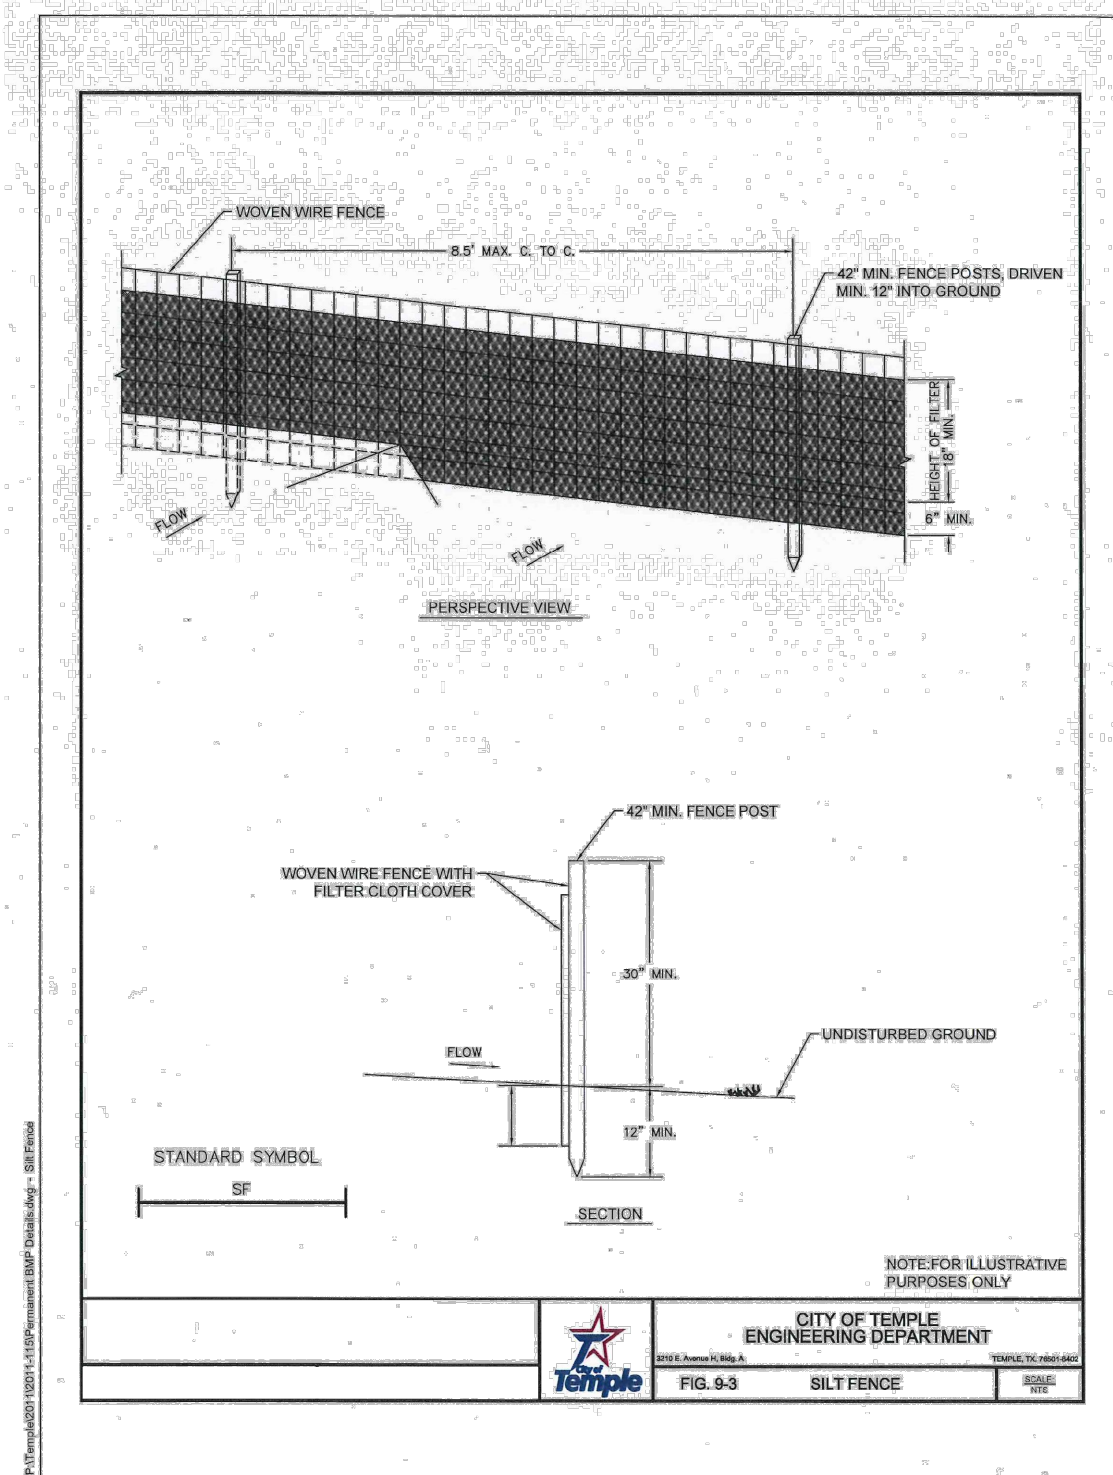 WOVEN WIRE FENCE
8.5' MAX. C. TO C.
42" MIN. FENCE POSTS, DRIVEN
MIN. 12" INTO GROUND
HEIGHT OF FILTER
18" MIN.
6" MIN.
FLOW
FLOW
PERSPECTIVE VIEW
42" MIN. FENCE POST
WOVEN WIRE FENCE WITH
FILTER CLOTH COVER
30" MIN.
UNDISTURBED GROUND
FLOW
12" MIN.
STANDARD SYMBOL
SF
SECTION
NOTE:FOR ILLUSTRATIVE
PURPOSES ONLY
City of
Temple
CITY OF TEMPLE
ENGINEERING DEPARTMENT
3210 E. Avenue H, Bldg. A
TEMPLE, TX. 76501-8402
FIG. 9-3
SILT FENCE
SCALE:
NTS
P:\Temple\2011\2011-115\Permanent BMP Details.dwg - Silt Fence